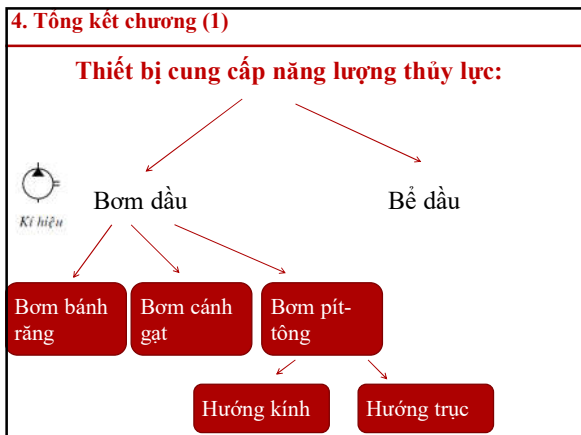 4. Tổng kết chương (1)
Thiết bị cung cấp năng lượng thủy lực:
Kí hiệu
Bơm dầu
Bể dầu
Bơm bánh
răng
Bơm cánh
gạt
Bơm pít-
tông
Hướng kính
Hướng trục